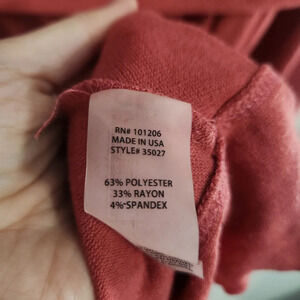 RN# 101206
MADE IN USA
STYLE# 35027
63% POLYESTER
33% RAYON
4% SPANDEX